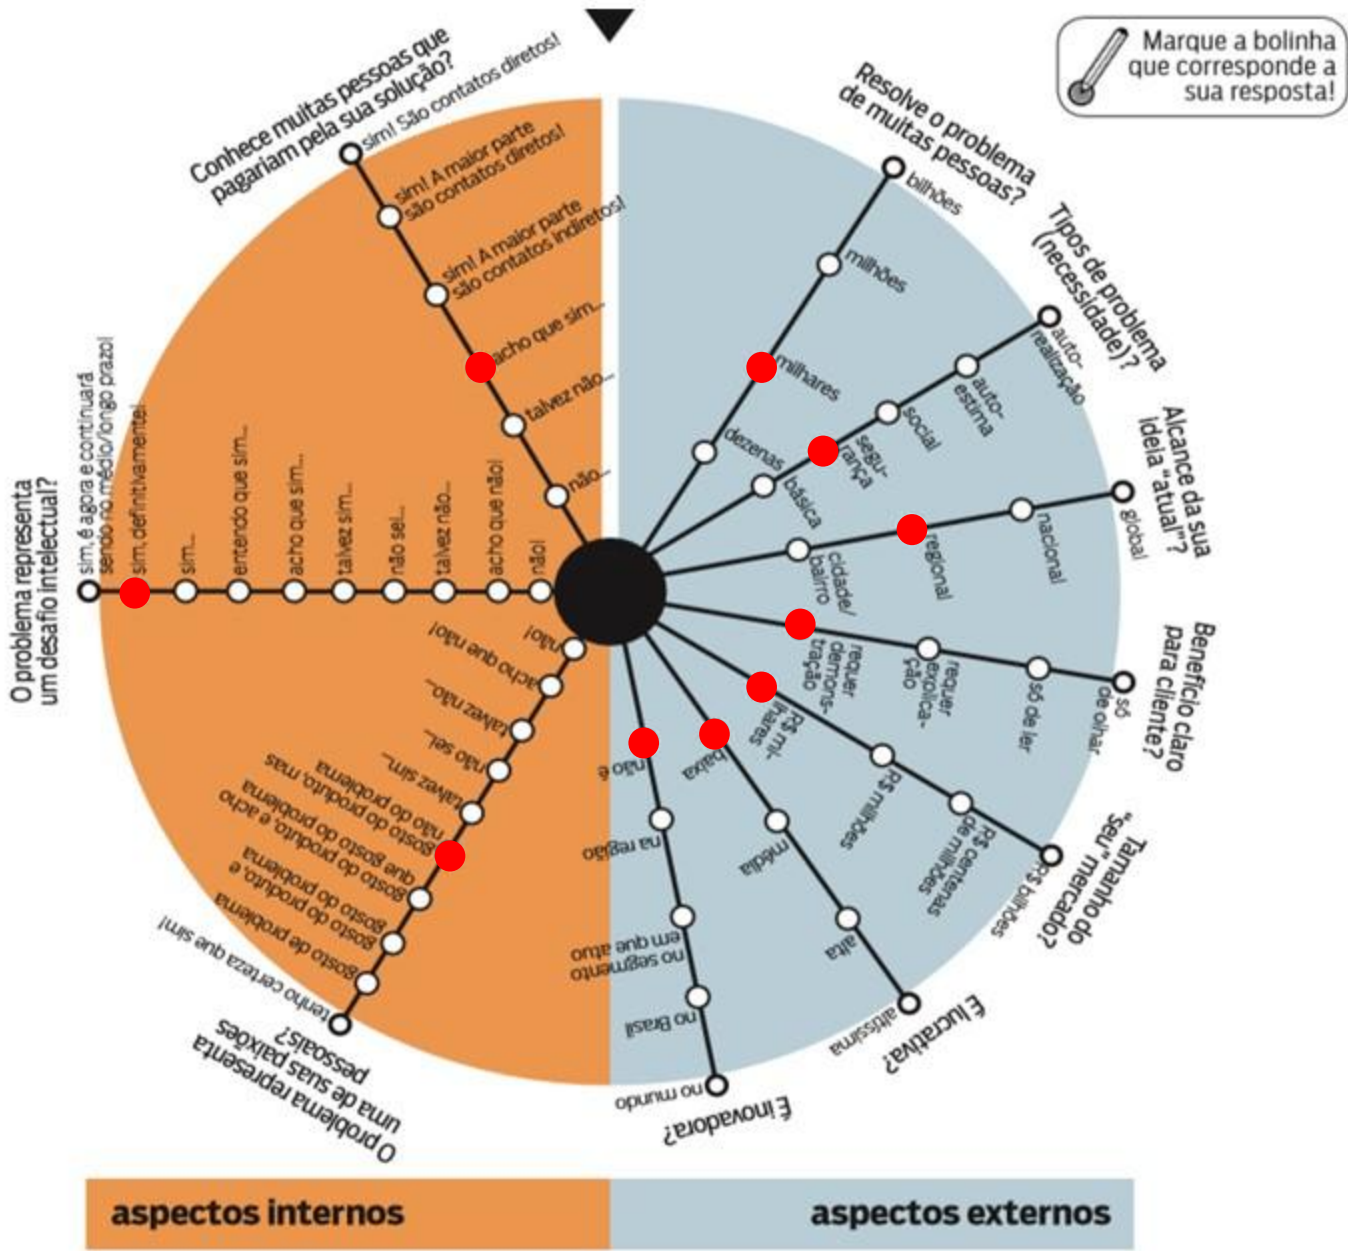 Marque a bolinha
que corresponde a
sua resposta!
Conhece muitas pessoas que
pagariam pela sua solução?
sim! São contatos diretos!
sim! A maior parte
são contatos diretos!
sim! A maior parte
são contatos indiretos!
acho que sim...
talvez não...
não...
Resolve o problema
de muitas pessoas?
bilhões
milhões
milhares
dezenas
Tipos de problema
(necessidade)?
auto-
realização
auto-
estima
social
segu-
rança
básica
Alcance da sua
ideia "atual"?
global
nacional
regional
cidade/
bairro
Benefício claro
para cliente?
só
de olhar
só de ler
requer
explica-
ção
requer
demons-
tração
Tamanho do
"seu" mercado?
R$ bilhões
R$ centenas
de milhões
R$ milhões
R$ mi-
lhares
É lucrativa?
altíssima
alta
média
baixa
É inovadora?
no mundo
no Brasil
no segmento
em que atuo
na região
não é
O problema representa
uma de suas paixões
pessoais?
tenho certeza que sim!
gosto de problema
gosto do produto, e
gosto do problema
gosto do produto, e acho
que gosto do problema
gosto do produto, mas
não do problema
talvez sim...
não sei...
talvez não...
acho que não!
não!
O problema representa
um desafio intelectual?
sim, é agora e continuará
sendo no médio/longo prazo!
sim, definitivamente!
sim...
entendo que sim...
acho que sim...
talvez sim...
não sei...
talvez não...
acho que não!
não!
aspectos internos
aspectos externos